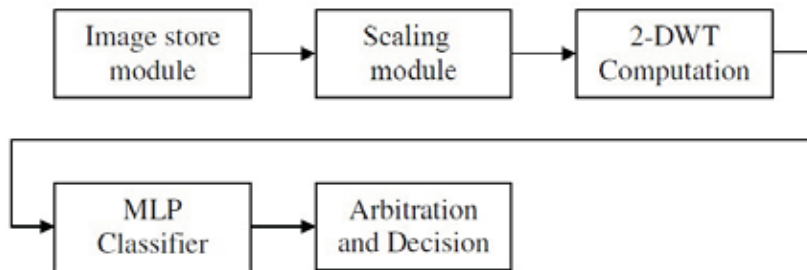 Image store
module
Scaling
module
2-DWT
Computation
MLP
Classifier
Arbitration
and Decision